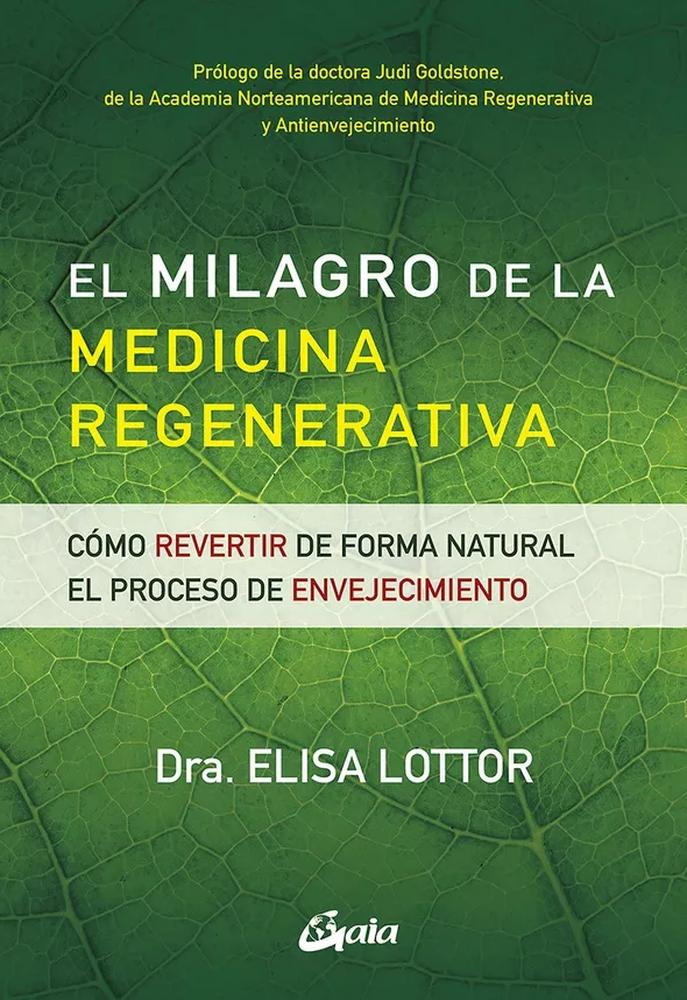 Prólogo de la doctora Judi Goldstone,
de la Academia Norteamericana de Medicina Regenerativa
y Antienvejecimiento
EL MILAGRO DE LA
MEDICINA
REGENERATIVA
CÓMO REVERTIR DE FORMA NATURAL
EL PROCESO DE ENVEJECIMIENTO
Dra. ELISA LOTTOR
Gaia